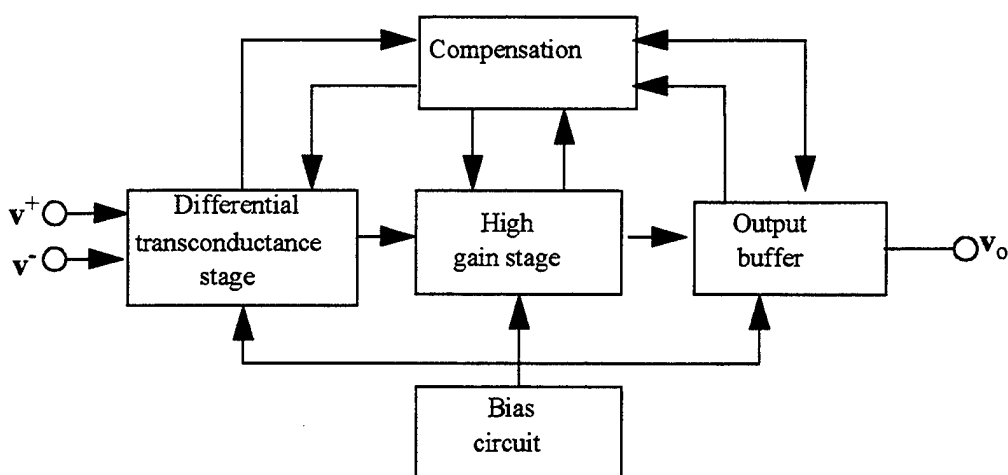 Compensation
v+
v-
Differential
transconductance
stage
High
gain stage
Output
buffer
vo
Bias
circuit